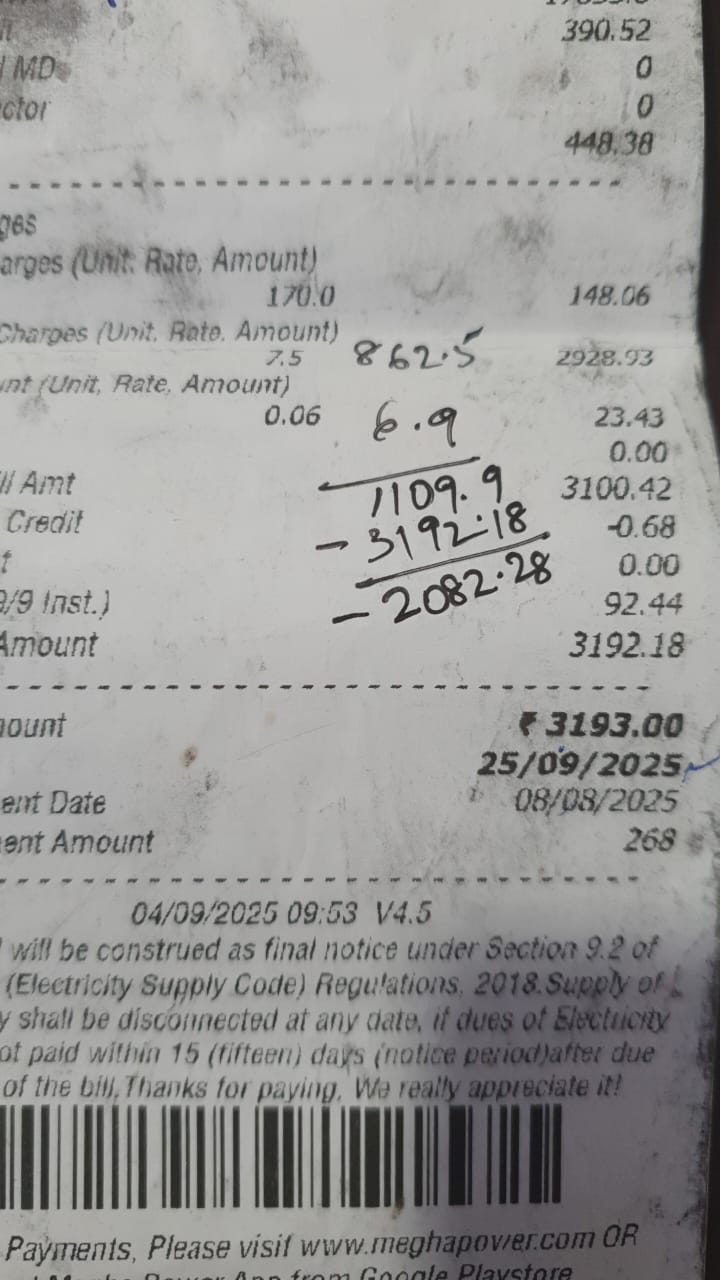 390.52
MD 0
ctor 0
448.38
ges
arges (Unit, Rate, Amount)
170.0 148.06
Charges (Unit, Rate, Amount)
7.5 862.5 2928.93
unt (Unit, Rate, Amount)
0.06 6.9 23.43
0.00
ll Amt 1109.9 3100.42
Credit - 3192.18 -0.68
t - 2082.28 0.00
9/9 Inst.) 92.44
Amount 3192.18
mount ₹ 3193.00
25/09/2025
ent Date 08/08/2025
ent Amount 268
04/09/2025 09:53 V4.5
will be construed as final notice under Section 9.2 of
(Electricity Supply Code) Regulations, 2018.Supply of
y shall be disconnected at any date, if dues of Electricity
ot paid within 15 (fifteen) days (notice period)after due
of the bill.Thanks for paying. We really appreciate it!
Payments, Please visit www.meghapower.com OR
App from Google Playstore